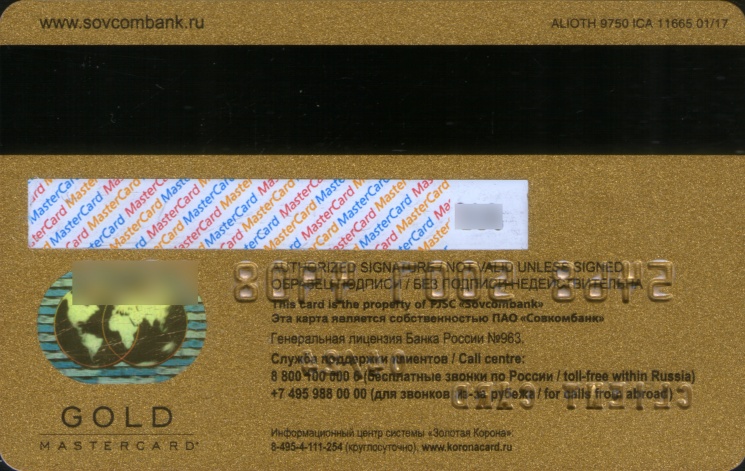 www.sovcombank.ru
ALIOTH 9750 ICA 11665 01/17
AUTHORIZED SIGNATURE / NOT VALID UNLESS SIGNED
ОБРАЗЕЦ ПОДПИСИ / БЕЗ ПОДПИСИ НЕДЕЙСТВИТЕЛЬНА
This card is the property of PJSC «Sovcombank»
Эта карта является собственностью ПАО «Совкомбанк»
Генеральная лицензия Банка России №963.
Служба поддержки клиентов / Call centre:
8 800 100 000 6 (бесплатные звонки по России / toll-free within Russia)
+7 495 988 00 00 (для звонков из-за рубежа / for calls from abroad)
GOLD
MASTERCARD
Информационный центр системы «Золотая Корона»:
8-495-4-111-254 (круглосуточно), www.koronacard.ru